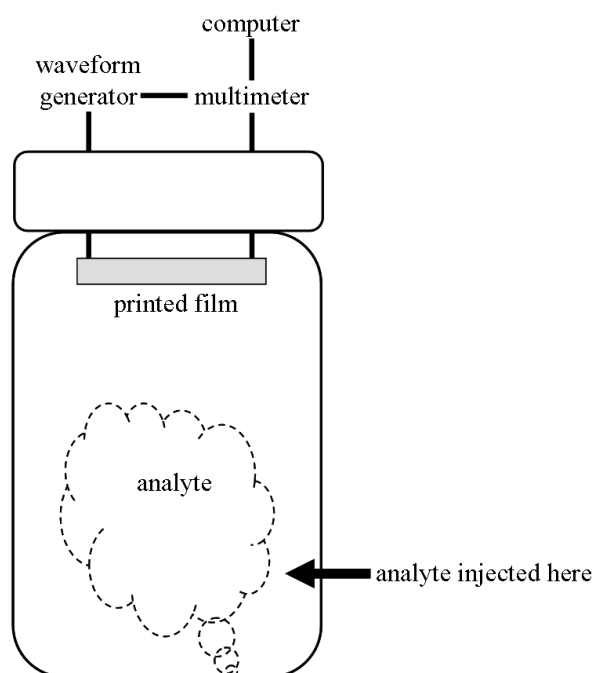 computer
waveform
generator
multimeter
printed film
analyte
analyte injected here